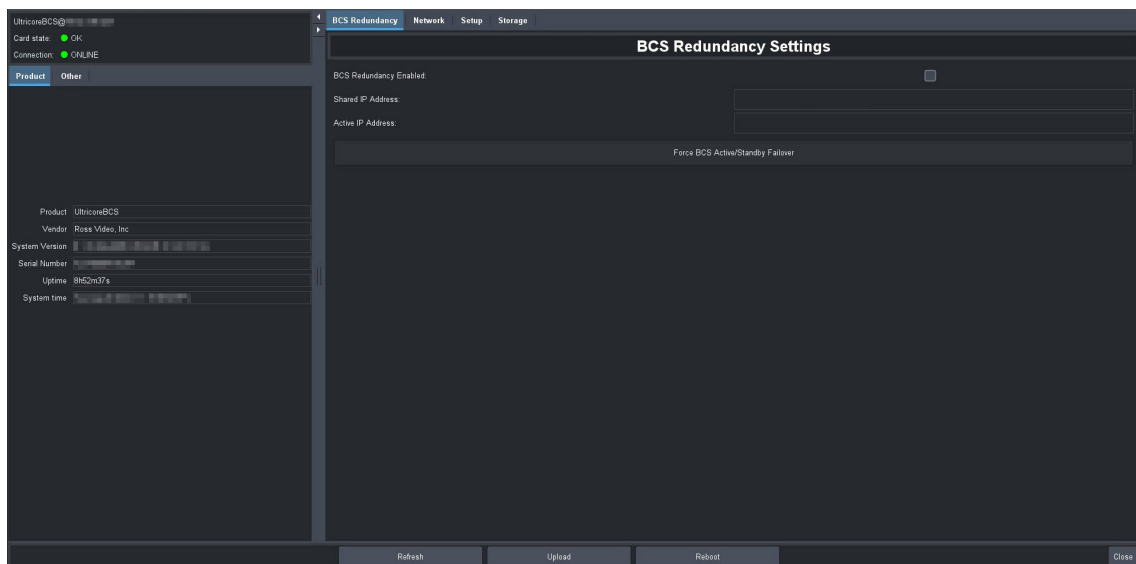 UltricoreBCS@
Card state: OK
Connection: ONLINE
Product Other
Product UltricoreBCS
Vendor Ross Video, Inc
System Version
Serial Number
Uptime 8h52m37s
System time
BCS Redundancy Network Setup Storage
BCS Redundancy Settings
BCS Redundancy Enabled:
Shared IP Address:
Active IP Address:
Force BCS Active/Standby Failover
Refresh Upload Reboot Close